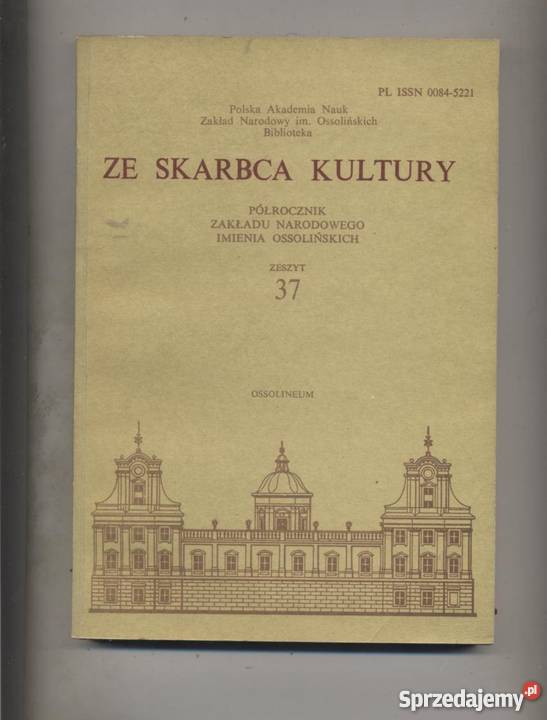 PL ISSN 0084-5221
Polska Akademia Nauk
Zakład Narodowy im. Ossolińskich
Biblioteka
ZE SKARBCA KULTURY
PÓŁROCZNIK
ZAKŁADU NARODOWEGO
IMIENIA OSSOLIŃSKICH
ZESZYT
37
OSSOLINEUM
Sprzedajemy.pl